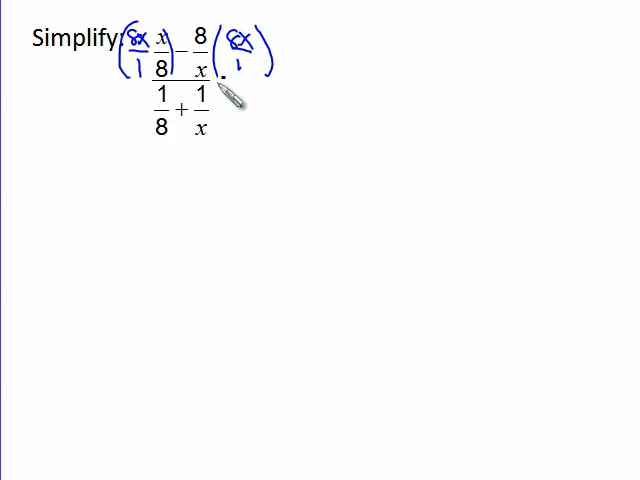 Simplify: (8x/1 x/8) − 8/x (8x/1)
1/8 + 1/x .